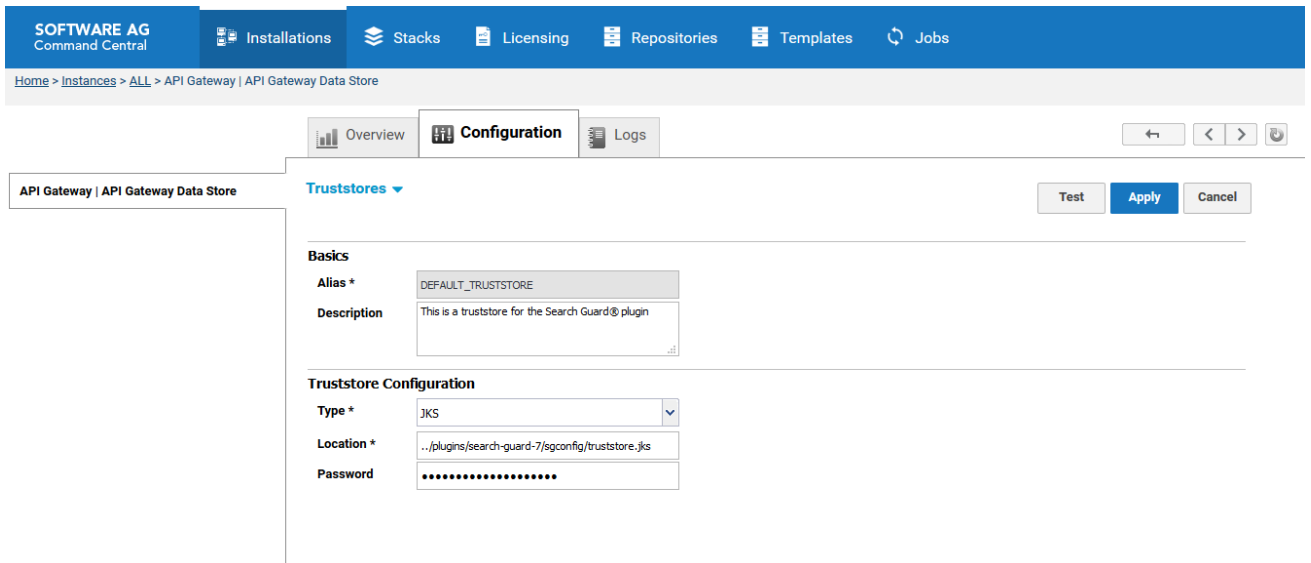 SOFTWARE AG
Command Central
Installations Stacks Licensing Repositories Templates Jobs
Home > Instances > ALL > API Gateway | API Gateway Data Store
Overview Configuration Logs
API Gateway | API Gateway Data Store
Truststores
Test Apply Cancel
Basics
Alias * DEFAULT_TRUSTSTORE
Description This is a truststore for the Search Guard® plugin
Truststore Configuration
Type * JKS
Location * ../plugins/search-guard-7/sgconfig/truststore.jks
Password ••••••••••••••••••••